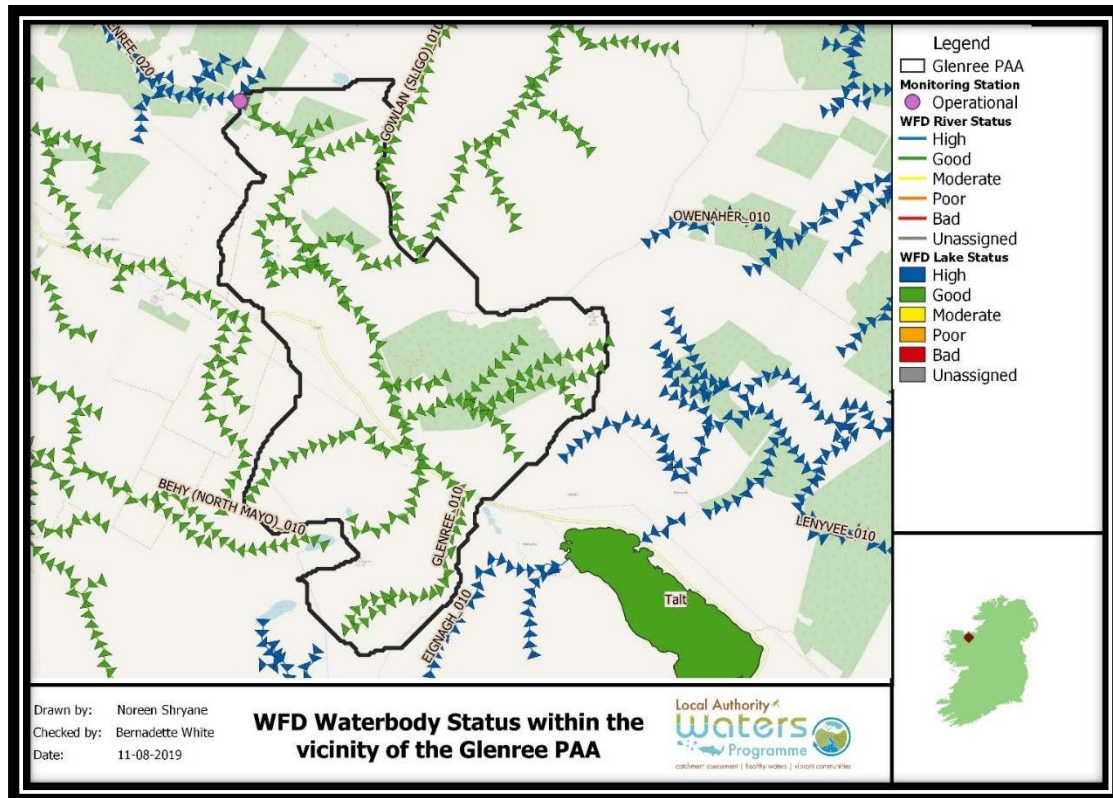 ENREE_020
GOWLAN (SLIGO)_010
OWENAHER_010
BEHY (NORTH MAYO)_010
GLENREE_010
EIGNAGH_010
LENYVEE_010
Talt
Legend
Glenree PAA
Monitoring Station
Operational
WFD River Status
High
Good
Moderate
Poor
Bad
Unassigned
WFD Lake Status
High
Good
Moderate
Poor
Bad
Unassigned
Drawn by: Noreen Shryane
Checked by: Bernadette White
Date: 11-08-2019
WFD Waterbody Status within the
vicinity of the Glenree PAA
Local Authority
Waters
Programme
catchment assessment | healthy waters | vibrant communities